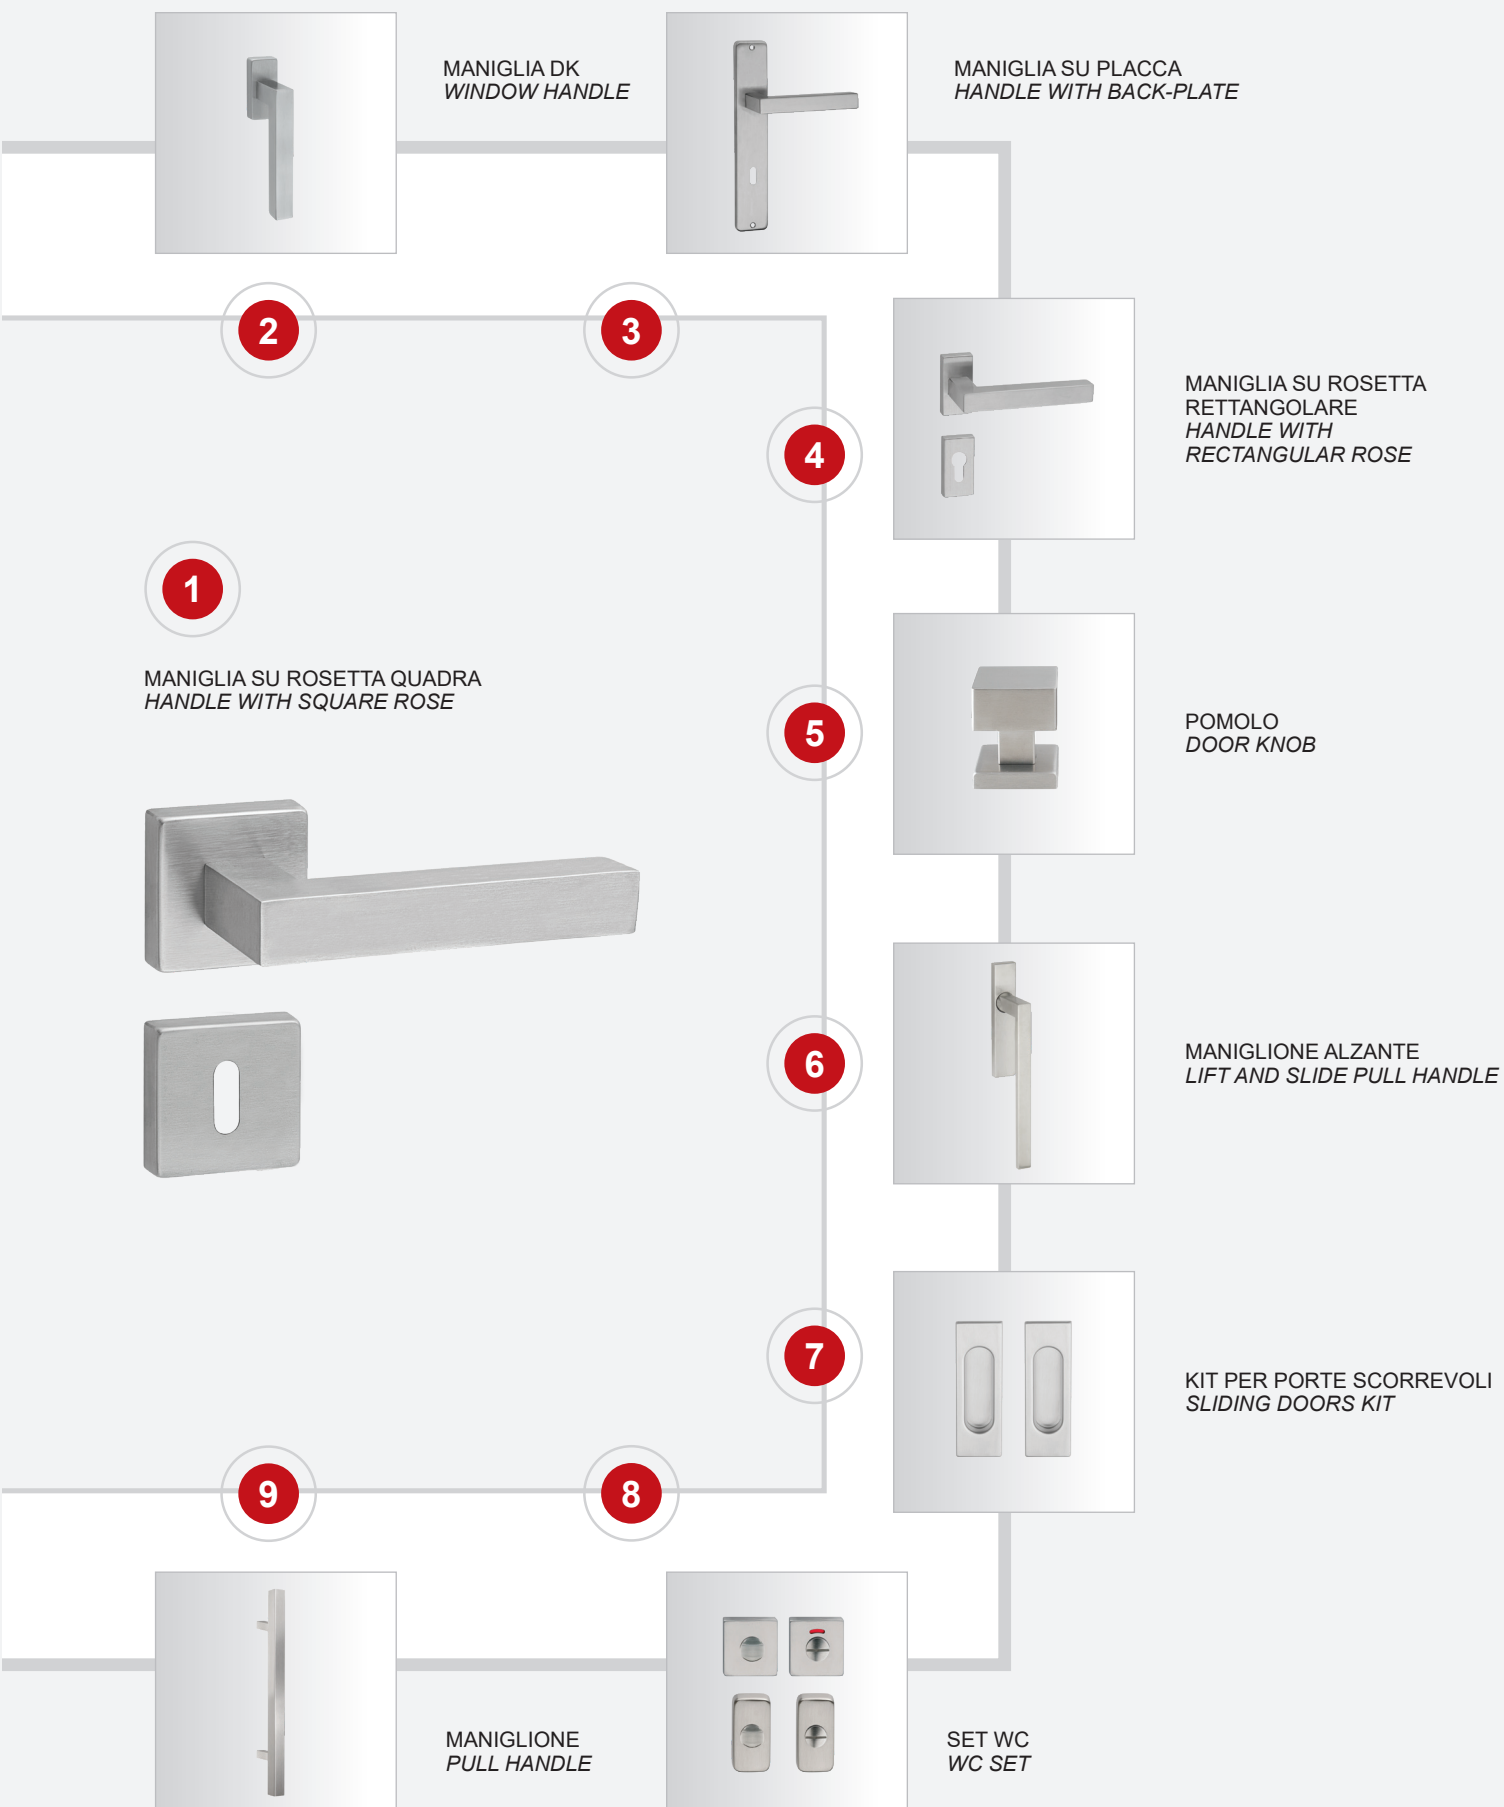 MANIGLIA DK
WINDOW HANDLE
MANIGLIA SU PLACCA
HANDLE WITH BACK-PLATE
2
3
4
MANIGLIA SU ROSETTA
RETTANGOLARE
HANDLE WITH
RECTANGULAR ROSE
1
MANIGLIA SU ROSETTA QUADRA
HANDLE WITH SQUARE ROSE
5
POMOLO
DOOR KNOB
6
MANIGLIONE ALZANTE
LIFT AND SLIDE PULL HANDLE
7
KIT PER PORTE SCORREVOLI
SLIDING DOORS KIT
9
8
MANIGLIONE
PULL HANDLE
SET WC
WC SET